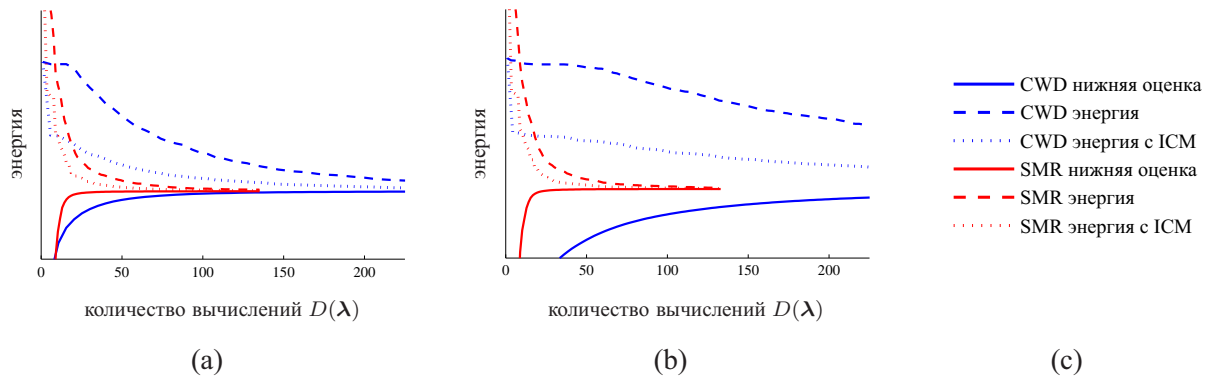 энергия
0 50 100 150 200
количество вычислений D(λ)
(a)
энергия
0 50 100 150 200
количество вычислений D(λ)
(b)
CWD нижняя оценка
CWD энергия
CWD энергия с ICM
SMR нижняя оценка
SMR энергия
SMR энергия с ICM
(c)